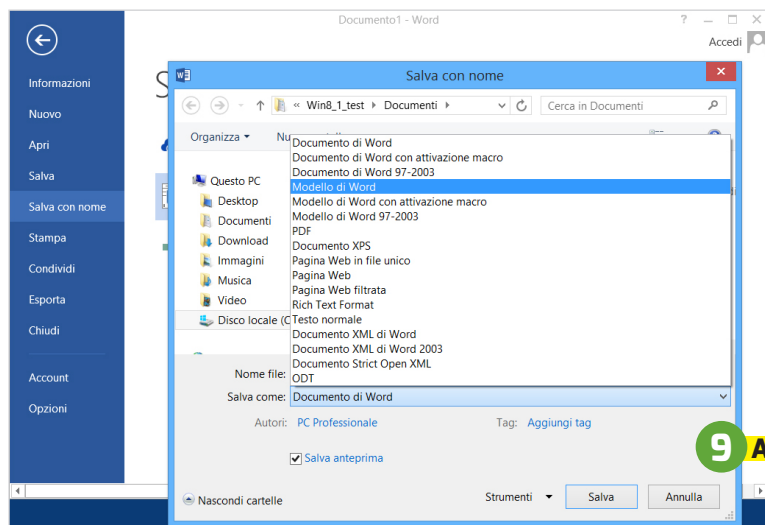 Documento1 - Word
?
Accedi
Informazioni
Nuovo
Apri
Salva
Salva con nome
Stampa
Condividi
Esporta
Chiudi
Account
Opzioni
S
Salva con nome
« Win8_1_test Documenti
Cerca in Documenti
Organizza
Questo PC
Desktop
Documenti
Download
Immagini
Musica
Video
Disco locale (C
Documento di Word
Documento di Word con attivazione macro
Documento di Word 97-2003
Modello di Word
Modello di Word con attivazione macro
Modello di Word 97-2003
PDF
Documento XPS
Pagina Web in file unico
Pagina Web
Pagina Web filtrata
Rich Text Format
Testo normale
Documento XML di Word
Documento XML di Word 2003
Documento Strict Open XML
ODT
Nome file:
Salva come: Documento di Word
Autori: PC Professionale
Tag: Aggiungi tag
Salva anteprima
9 A
Nascondi cartelle
Strumenti
Salva
Annulla